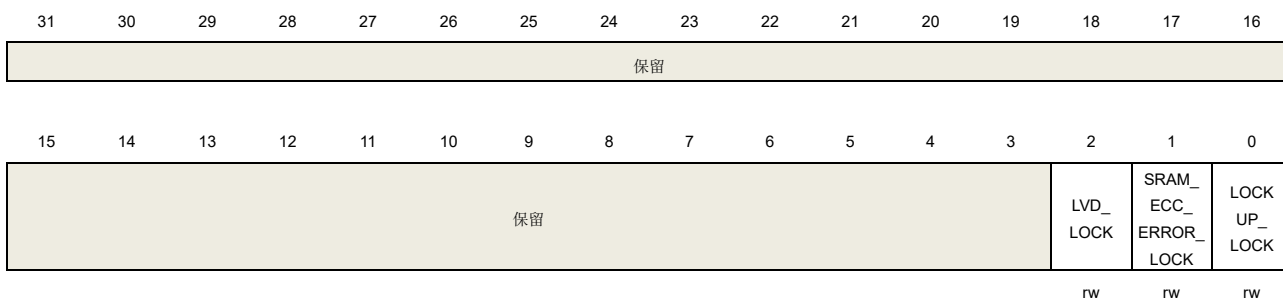 31 30 29 28 27 26 25 24 23 22 21 20 19 18 17 16
保留
15 14 13 12 11 10 9 8 7 6 5 4 3 2 1 0
保留
LVD_
LOCK
SRAM_
ECC_
ERROR_
LOCK
LOCK
UP_
LOCK
rw rw rw